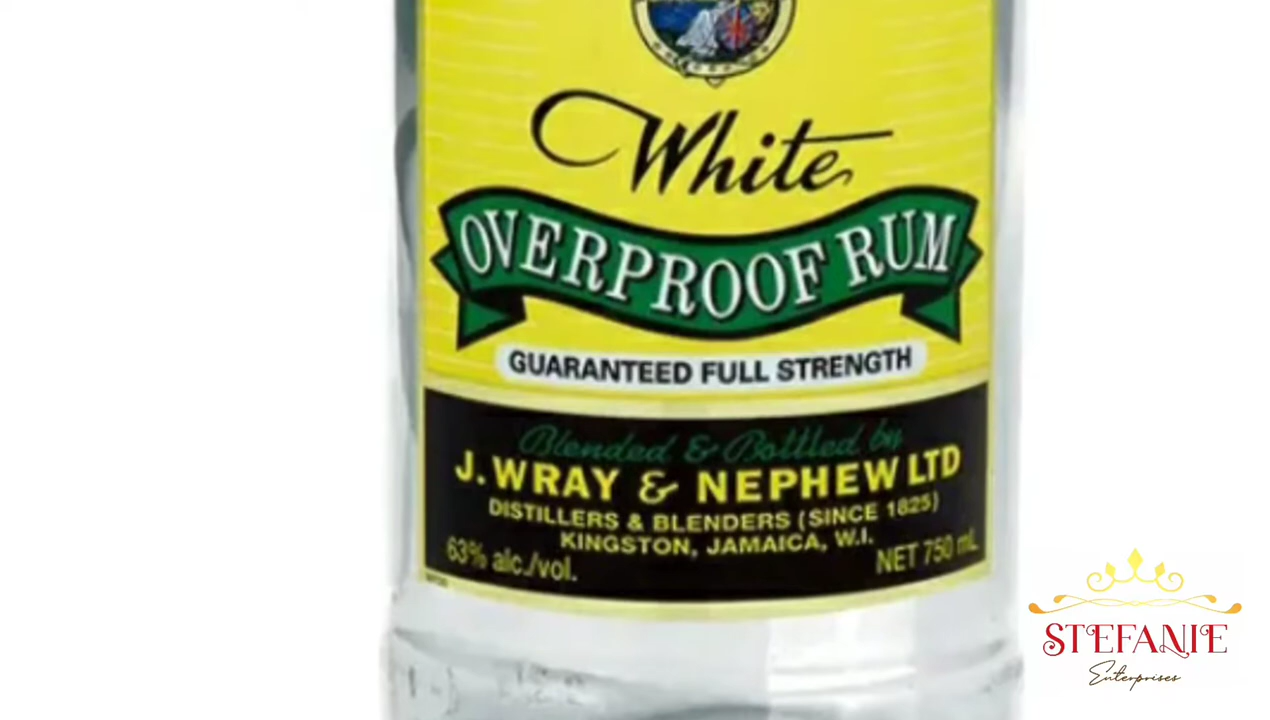 White
OVERPROOF RUM
GUARANTEED FULL STRENGTH
Blended & Bottled by
J. WRAY & NEPHEW LTD
DISTILLERS & BLENDERS (SINCE 1825)
KINGSTON, JAMAICA, W.I.
63% alc./vol.
NET 750 mL
STEFANIE
Enterprises